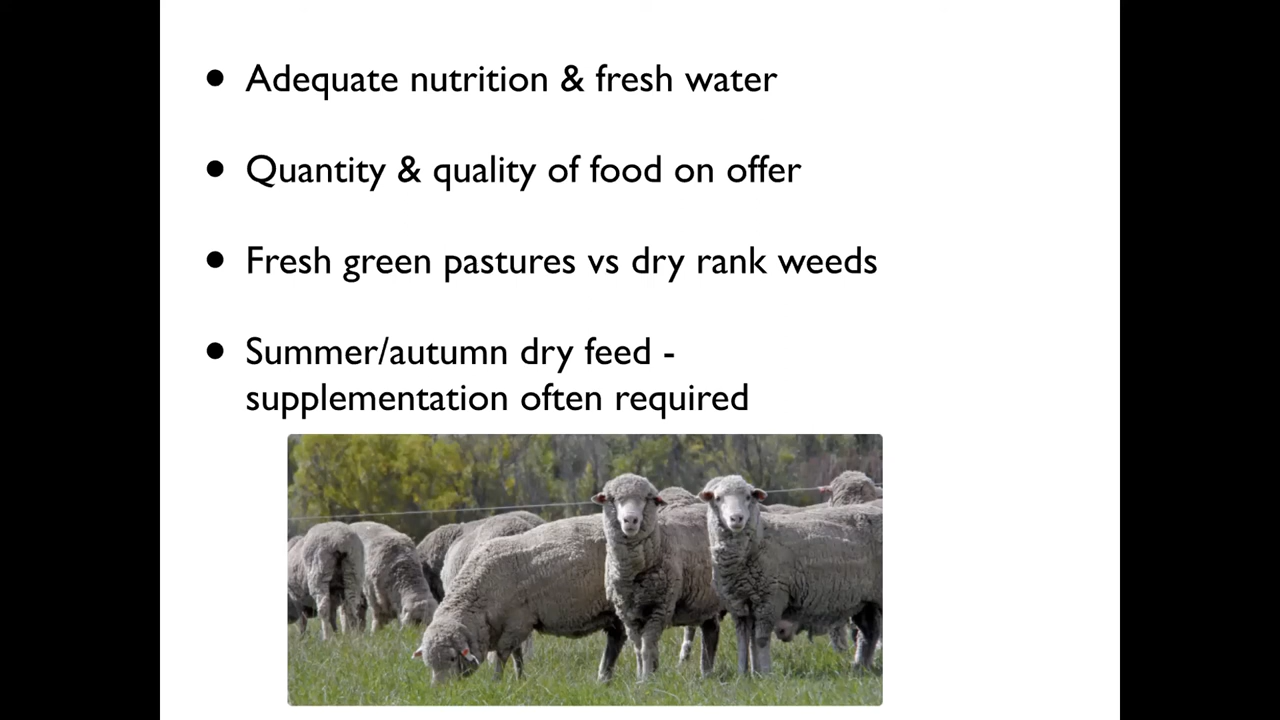 • Adequate nutrition & fresh water
• Quantity & quality of food on offer
• Fresh green pastures vs dry rank weeds
• Summer/autumn dry feed -
supplementation often required